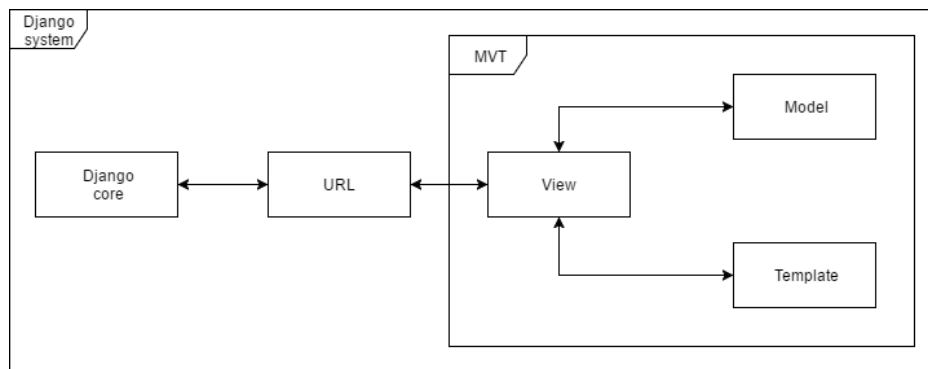 Django
system
MVT
Model
Django
core
URL
View
Template